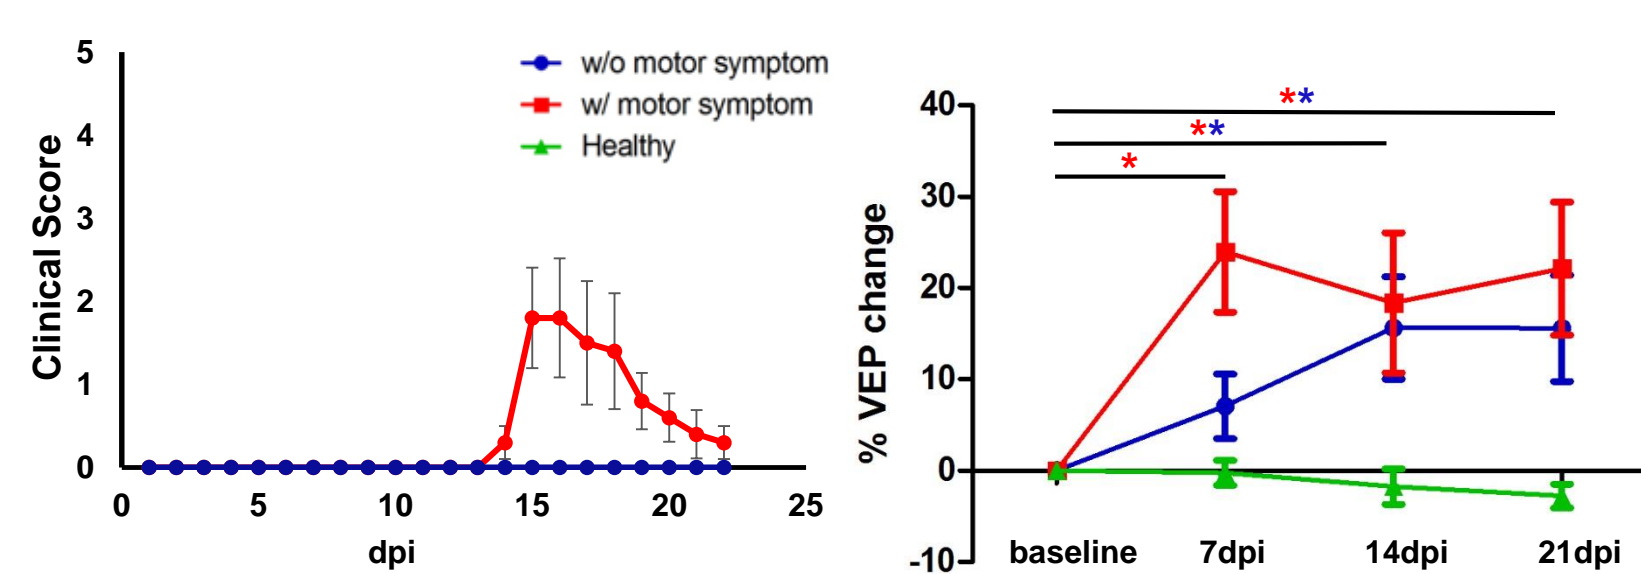 5
4
3
2
1
0
Clinical Score
0 5 10 15 20 25
dpi
w/o motor symptom
w/ motor symptom
Healthy
40
30
20
10
0
-10
% VEP change
**
**
*
baseline 7dpi 14dpi 21dpi